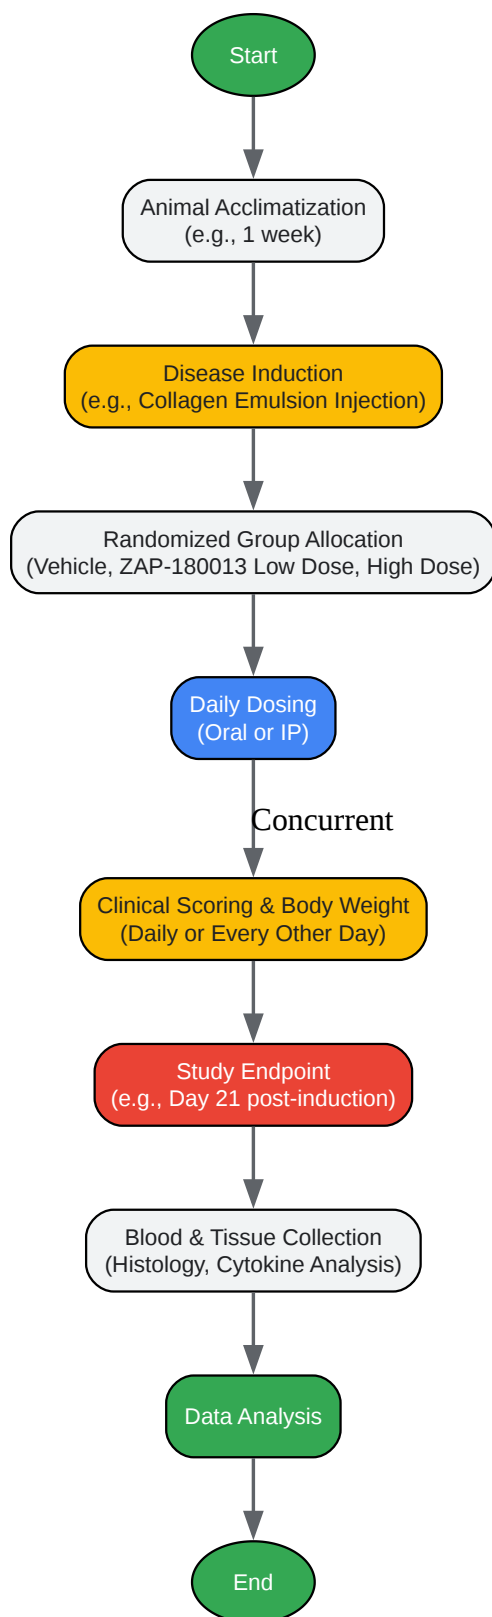 Start
Animal Acclimatization
(e.g., 1 week)
Disease Induction
(e.g., Collagen Emulsion Injection)
Randomized Group Allocation
(Vehicle, ZAP-180013 Low Dose, High Dose)
Daily Dosing
(Oral or IP)
Concurrent
Clinical Scoring & Body Weight
(Daily or Every Other Day)
Study Endpoint
(e.g., Day 21 post-induction)
Blood & Tissue Collection
(Histology, Cytokine Analysis)
Data Analysis
End